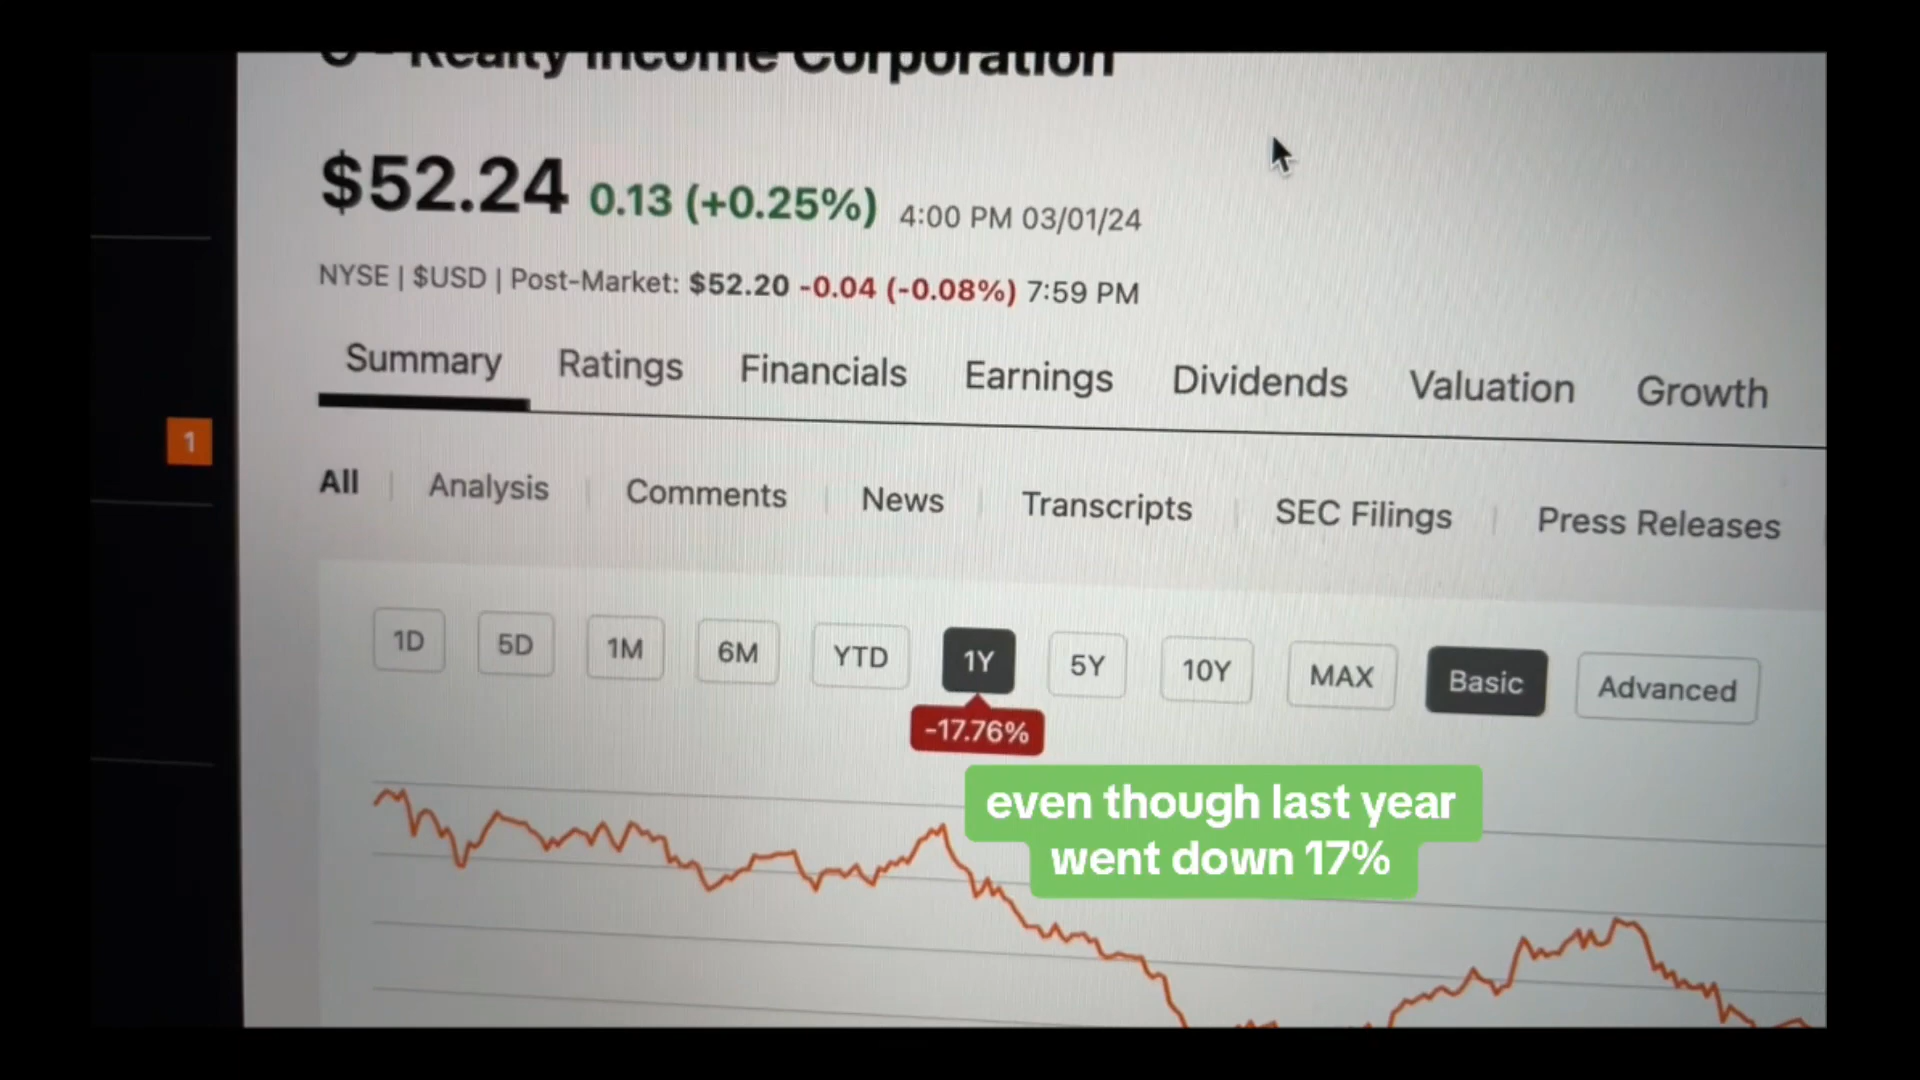 O - Realty Income Corporation
$52.24 0.13 (+0.25%) 4:00 PM 03/01/24
NYSE | $USD | Post-Market: $52.20 -0.04 (-0.08%) 7:59 PM
Summary Ratings Financials Earnings Dividends Valuation Growth
All | Analysis | Comments | News | Transcripts | SEC Filings | Press Releases
1
1D 5D 1M 6M YTD 1Y 5Y 10Y MAX Basic Advanced
-17.76%
even though last year
went down 17%